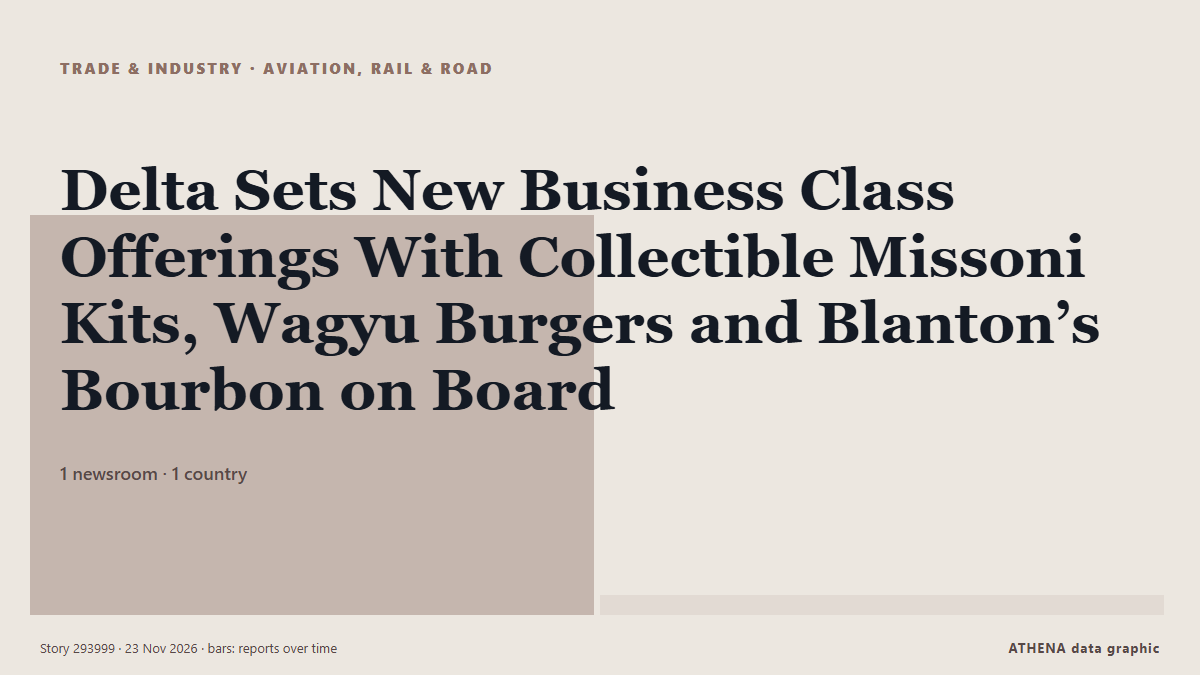 TRADE & INDUSTRY · AVIATION, RAIL & ROAD
Delta Sets New Business Class
Offerings With Collectible Missoni
Kits, Wagyu Burgers and Blanton’s
Bourbon on Board
1 newsroom · 1 country
Story 293999 · 23 Nov 2026 · bars: reports over time
ATHENA data graphic